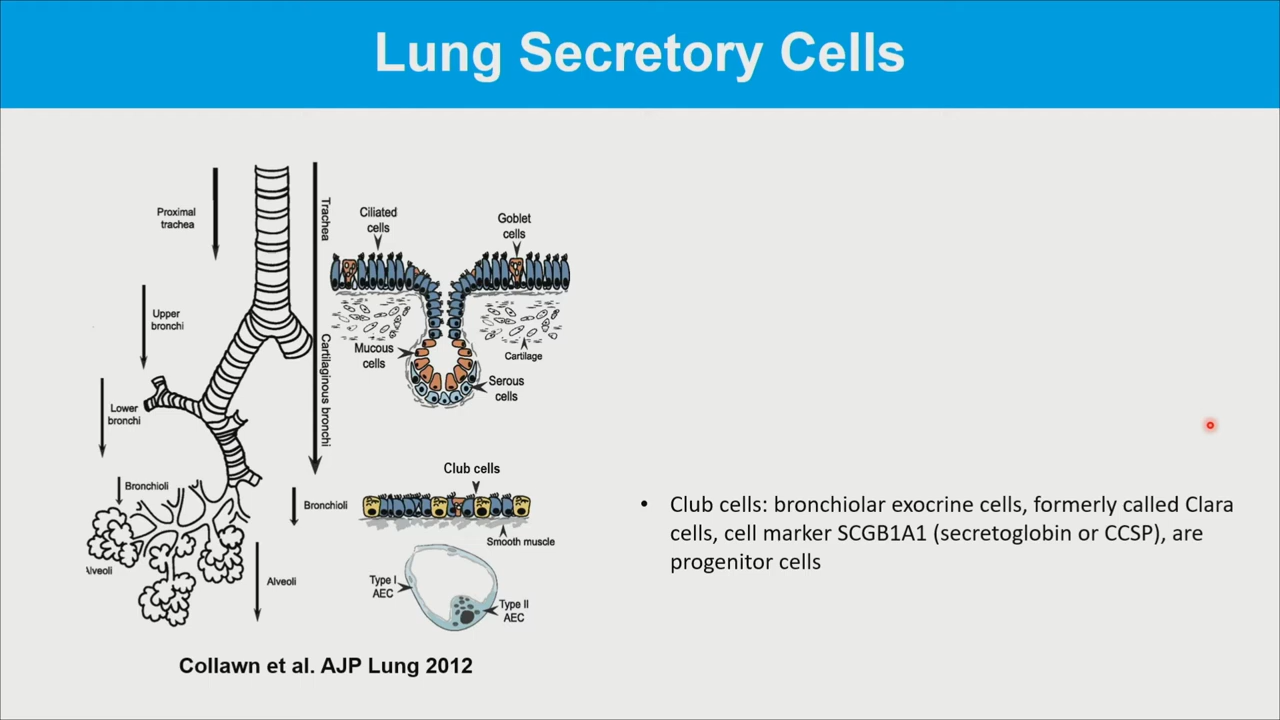 Lung Secretory Cells
Proximal
trachea
Upper
bronchi
Lower
bronchi
Bronchioli
Alveoli
Trachea
Cartilaginous bronchi
Bronchioli
Alveoli
Ciliated
cells
Goblet
cells
Mucous
cells
Cartilage
Serous
cells
Club cells
Smooth muscle
Type I
AEC
Type II
AEC
Collawn et al. AJP Lung 2012
• Club cells: bronchiolar exocrine cells, formerly called Clara
cells, cell marker SCGB1A1 (secretoglobin or CCSP), are
progenitor cells